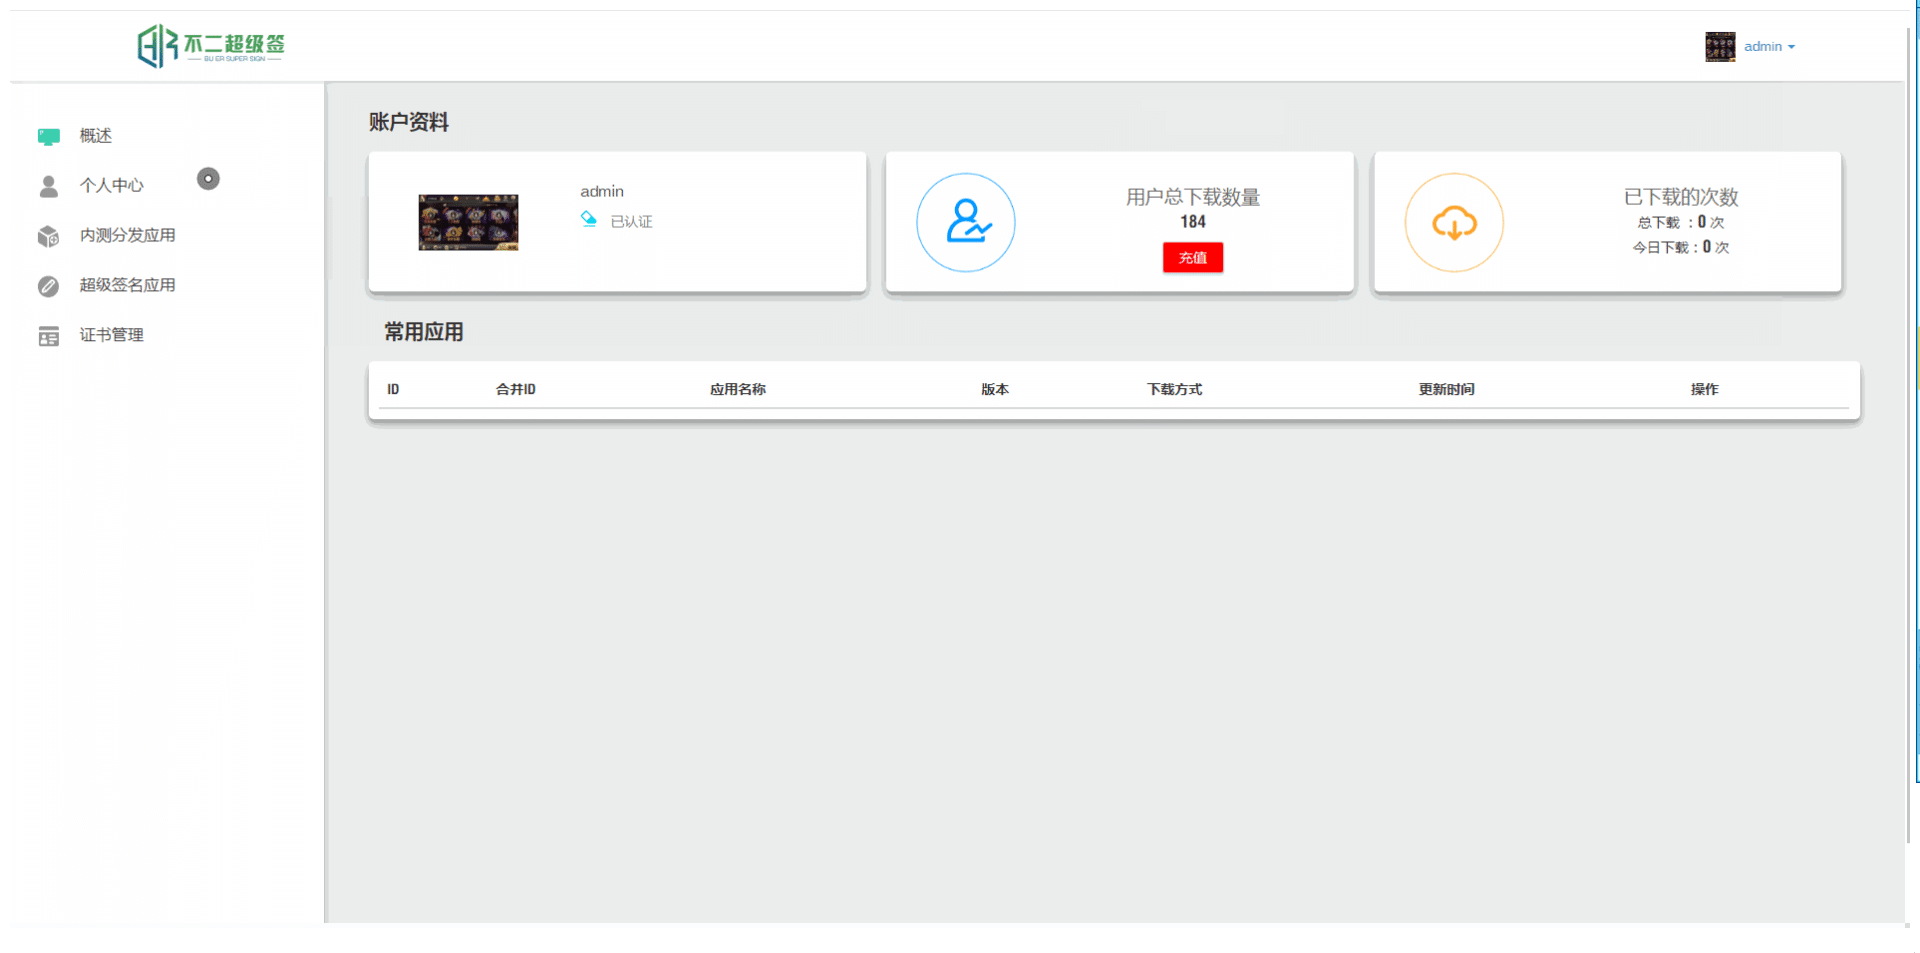 不二超级签
BU ER SUPER SIGN
admin
概述
个人中心
内测分发应用
超级签名应用
证书管理
账户资料
admin
已认证
用户总下载数量
184
充值
已下载的次数
总下载 ：0 次
今日下载：0 次
常用应用
ID 合并ID 应用名称 版本 下载方式 更新时间 操作